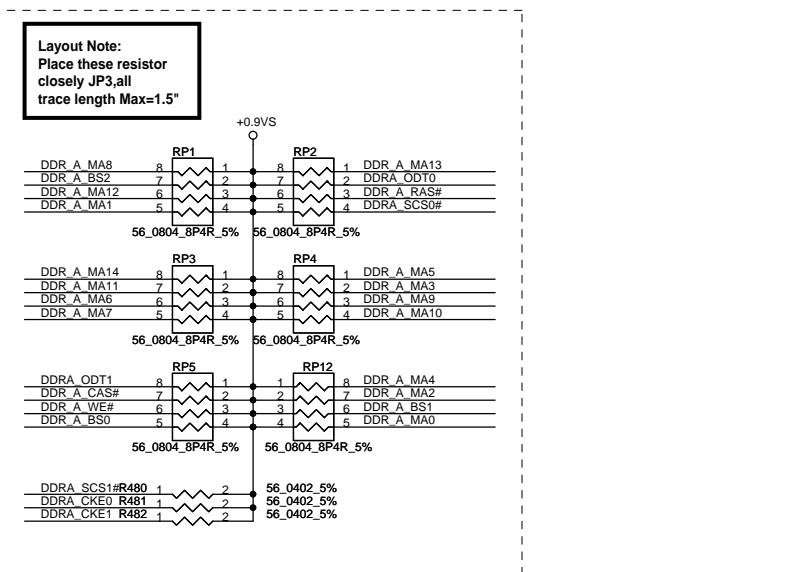 Layout Note:
Place these resistor
closely JP3,all
trace length Max=1.5"
+0.9VS
RP1 RP2
DDR_A_MA8 8 1 8 1 DDR_A_MA13
DDR_A_BS2 7 2 7 2 DDRA_ODT0
DDR_A_MA12 6 3 6 3 DDR_A_RAS#
DDR_A_MA1 5 4 5 4 DDRA_SCS0#
56_0804_8P4R_5% 56_0804_8P4R_5%
RP3 RP4
DDR_A_MA14 8 1 8 1 DDR_A_MA5
DDR_A_MA11 7 2 7 2 DDR_A_MA3
DDR_A_MA6 6 3 6 3 DDR_A_MA9
DDR_A_MA7 5 4 5 4 DDR_A_MA10
56_0804_8P4R_5% 56_0804_8P4R_5%
RP5 RP12
DDRA_ODT1 8 1 1 8 DDR_A_MA4
DDR_A_CAS# 7 2 2 7 DDR_A_MA2
DDR_A_WE# 6 3 3 6 DDR_A_BS1
DDR_A_BS0 5 4 4 5 DDR_A_MA0
56_0804_8P4R_5% 56_0804_8P4R_5%
DDRA_SCS1# R480 1 2 56_0402_5%
DDRA_CKE0 R481 1 2 56_0402_5%
DDRA_CKE1 R482 1 2 56_0402_5%